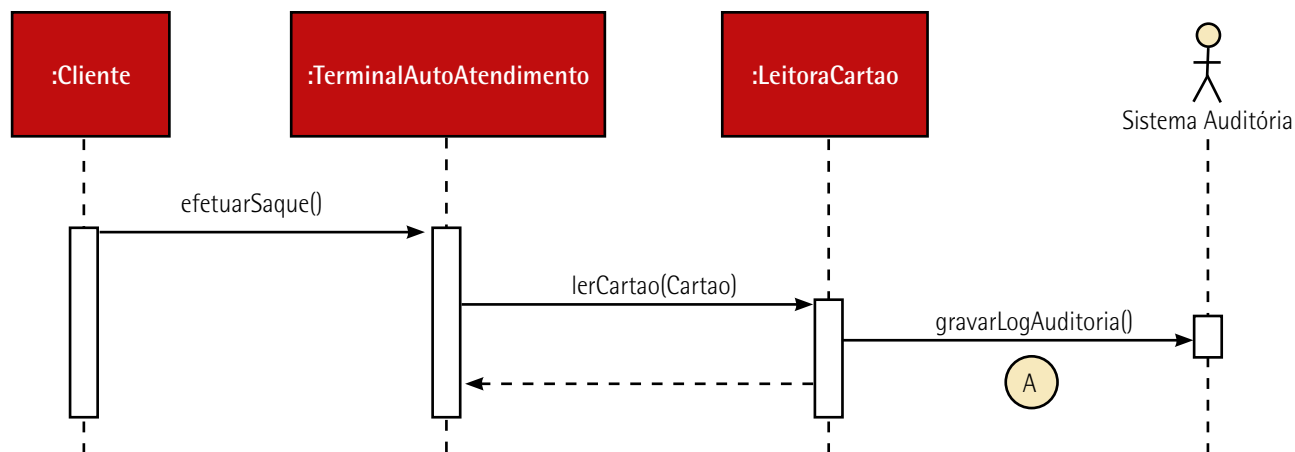 :Cliente
:TerminalAutoAtendimento
:LeitoraCartao
Sistema Auditória
efetuarSaque()
lerCartao(Cartao)
gravarLogAuditoria()
A